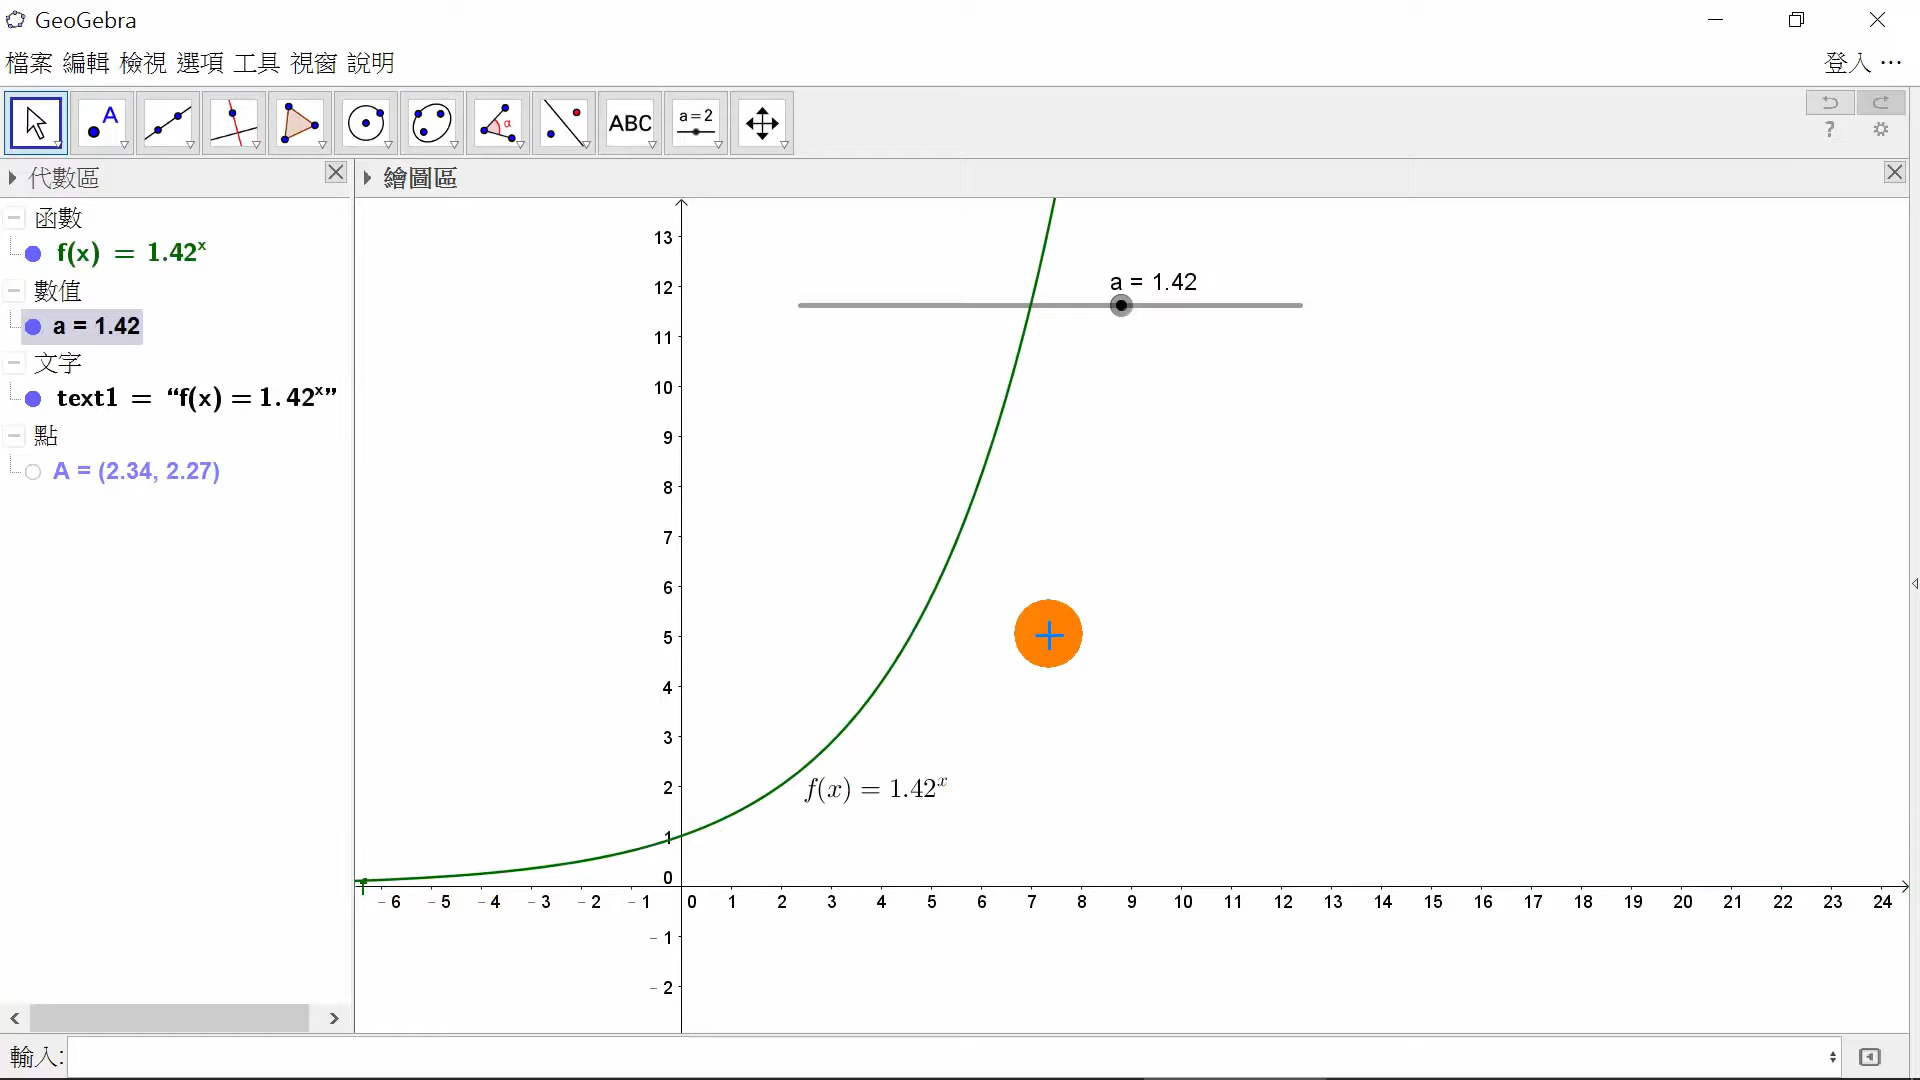 GeoGebra
檔案 編輯 檢視 選項 工具 視窗 說明
登入 ...
A
α
ABC
a=2
?
代數區
繪圖區
函數
f(x) = 1.42ˣ
數值
a = 1.42
文字
text1 = “f(x) = 1.42ˣ”
點
A = (2.34, 2.27)
a = 1.42
13
12
11
10
9
8
7
6
5
4
3
2
1
0
-1
-2
f(x) = 1.42ˣ
-6 -5 -4 -3 -2 -1 0 1 2 3 4 5 6 7 8 9 10 11 12 13 14 15 16 17 18 19 20 21 22 23 24
輸入: